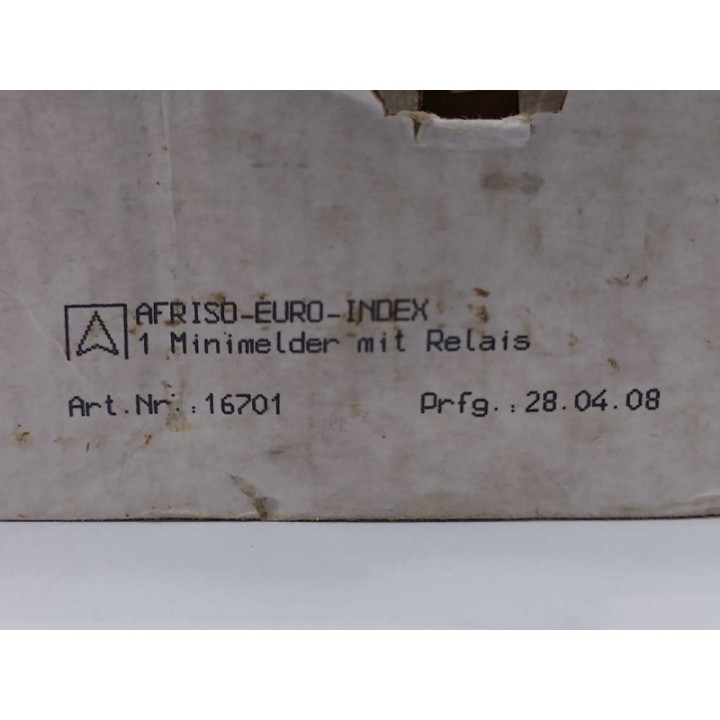 AFRISO-EURO-INDEX
1 Minimelder mit Relais
Art.Nr.:16701 Prfg.:28.04.08